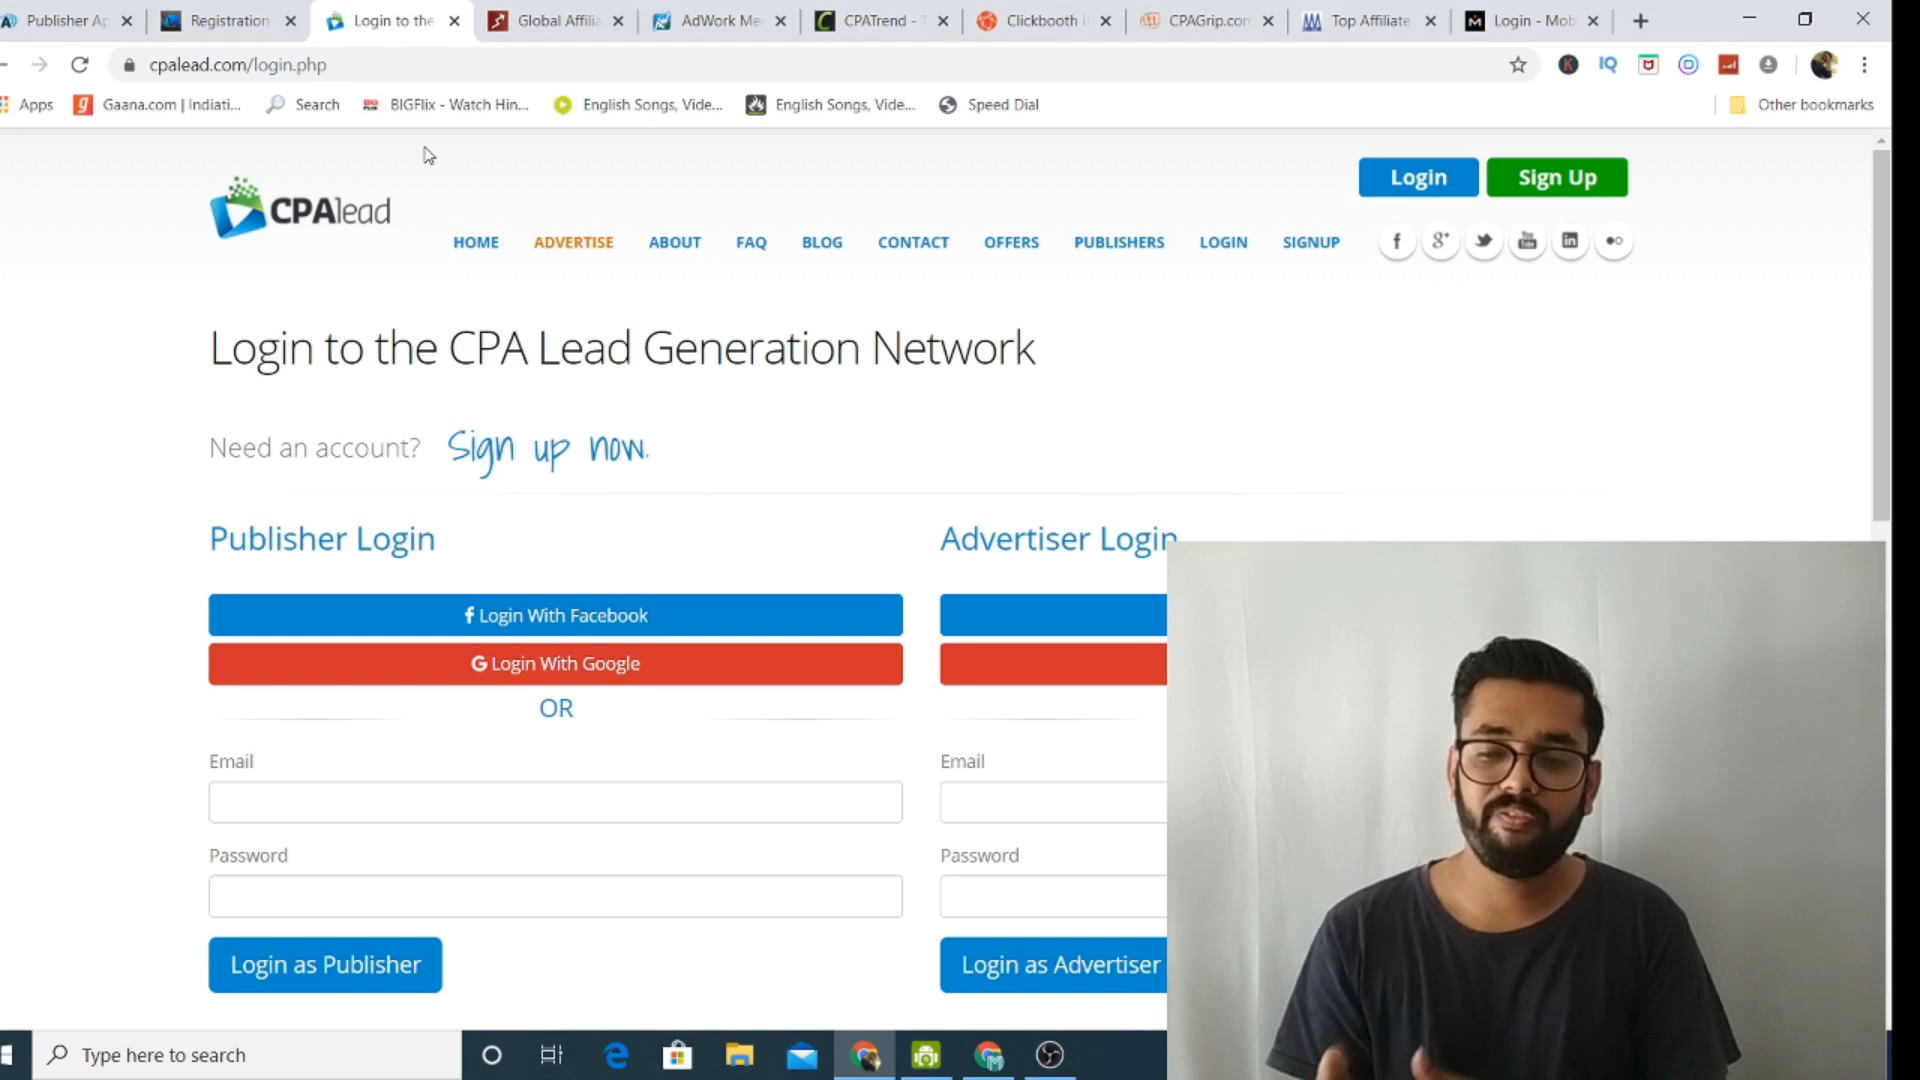 Publisher Ap
Registration
Login to the
Global Affilia
AdWork Me
CPATrend - T
Clickbooth i
CPAGrip.com
Top Affiliate
Login - Mob
cpalead.com/login.php
IQ
Apps
Gaana.com | Indiati...
Search
BIGFlix - Watch Hin...
English Songs, Vide...
English Songs, Vide...
Speed Dial
Other bookmarks
CPAlead
Login
Sign Up
HOME
ADVERTISE
ABOUT
FAQ
BLOG
CONTACT
OFFERS
PUBLISHERS
LOGIN
SIGNUP
Login to the CPA Lead Generation Network
Need an account? Sign up now.
Publisher Login
Advertiser Login
Login With Facebook
Login With Google
OR
Email
Email
Password
Password
Login as Publisher
Login as Advertiser
Type here to search